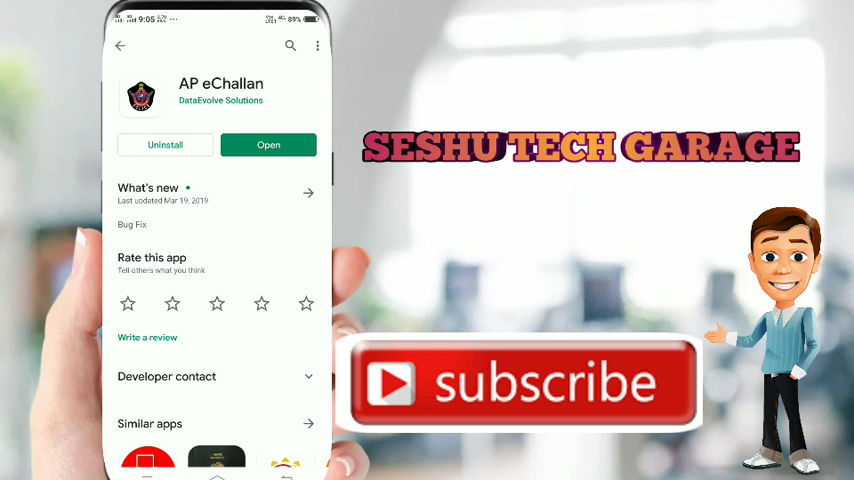 9:05 ...
4G 89%
AP eChallan
DataEvolve Solutions
Uninstall
Open
SESHU TECH GARAGE
What's new
Last updated Mar 19, 2019
Bug Fix
Rate this app
Tell others what you think
Write a review
subscribe
Developer contact
Similar apps